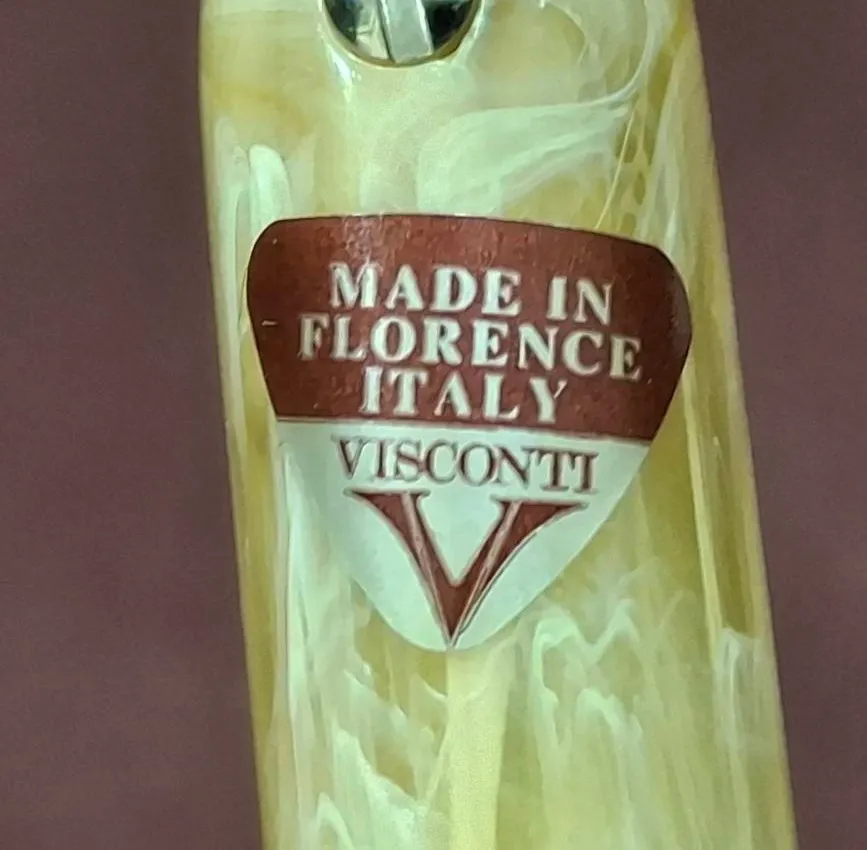 MADE IN
FLORENCE
ITALY
VISCONTI
V